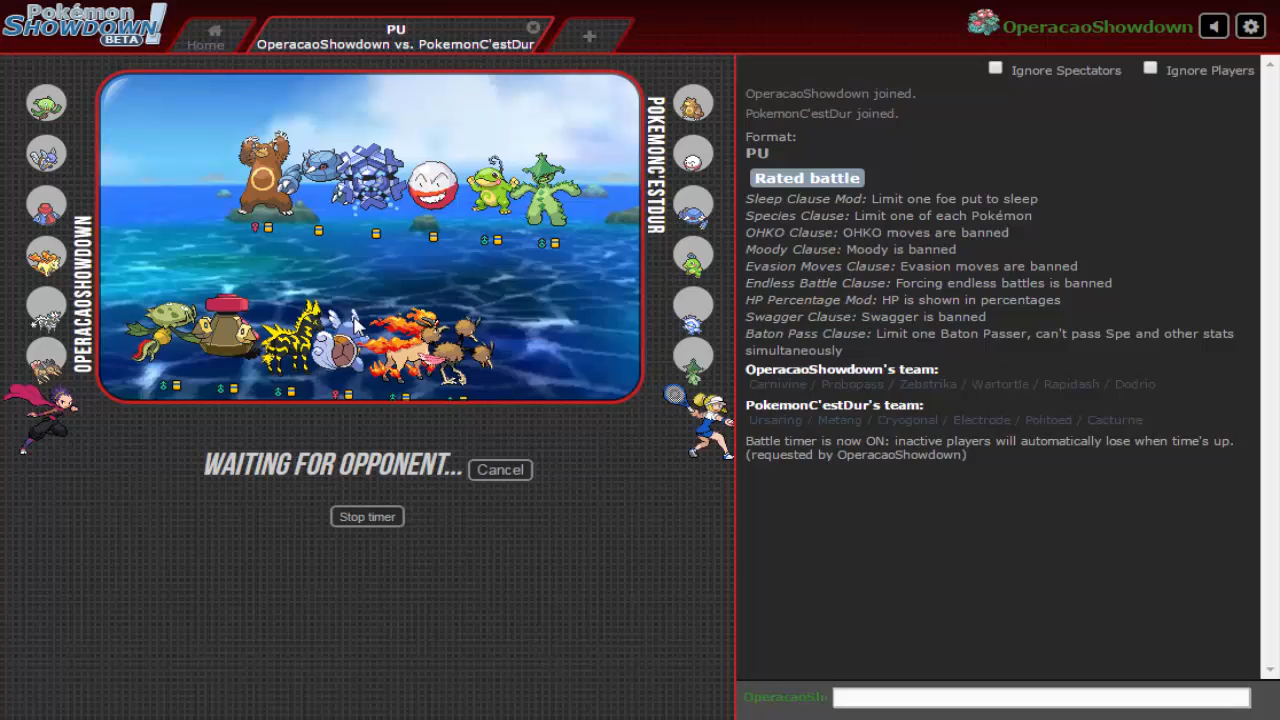 Pokémon
SHOWDOWN!
BETA
Home
PU
OperacaoShowdown vs. PokemonC'estDur
OperacaoShowdown
OPERACAOSHOWDOWN
POKEMONC'ESTDUR
WAITING FOR OPPONENT...
Cancel
Stop timer
Ignore Spectators
Ignore Players
OperacaoShowdown joined.
PokemonC'estDur joined.
Format:
PU
Rated battle
Sleep Clause Mod: Limit one foe put to sleep
Species Clause: Limit one of each Pokémon
OHKO Clause: OHKO moves are banned
Moody Clause: Moody is banned
Evasion Moves Clause: Evasion moves are banned
Endless Battle Clause: Forcing endless battles is banned
HP Percentage Mod: HP is shown in percentages
Swagger Clause: Swagger is banned
Baton Pass Clause: Limit one Baton Passer, can't pass Spe and other stats
simultaneously
OperacaoShowdown's team:
Carnivine / Probopass / Zebstrika / Wartortle / Rapidash / Dodrio
PokemonC'estDur's team:
Ursaring / Metang / Cryogonal / Electrode / Politoed / Cacturne
Battle timer is now ON: inactive players will automatically lose when time's up.
(requested by OperacaoShowdown)
OperacaoSh